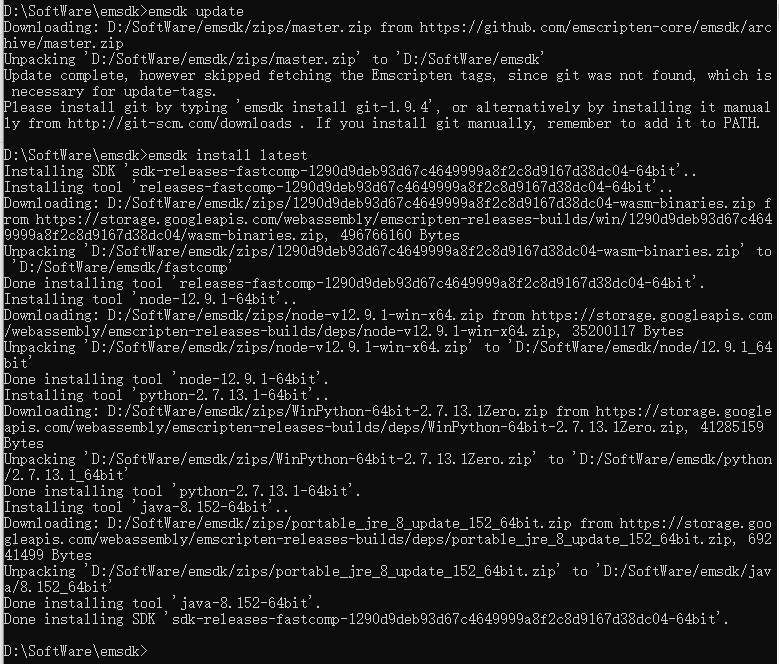 D:\SoftWare\emsdk>emsdk update
Downloading: D:/SoftWare/emsdk/zips/master.zip from https://github.com/emscripten-core/emsdk/arc
hive/master.zip
Unpacking 'D:/SoftWare/emsdk/zips/master.zip' to 'D:/SoftWare/emsdk'
Update complete, however skipped fetching the Emscripten tags, since git was not found, which is
 necessary for update-tags.
Please install git by typing 'emsdk install git-1.9.4', or alternatively by installing it manual
ly from http://git-scm.com/downloads . If you install git manually, remember to add it to PATH.
D:\SoftWare\emsdk>emsdk install latest
Installing SDK 'sdk-releases-fastcomp-1290d9deb93d67c4649999a8f2c8d9167d38dc04-64bit'..
Installing tool 'releases-fastcomp-1290d9deb93d67c4649999a8f2c8d9167d38dc04-64bit'..
Downloading: D:/SoftWare/emsdk/zips/1290d9deb93d67c4649999a8f2c8d9167d38dc04-wasm-binaries.zip f
rom https://storage.googleapis.com/webassembly/emscripten-releases-builds/win/1290d9deb93d67c464
9999a8f2c8d9167d38dc04/wasm-binaries.zip, 496766160 Bytes
Unpacking 'D:/SoftWare/emsdk/zips/1290d9deb93d67c4649999a8f2c8d9167d38dc04-wasm-binaries.zip' to
 'D:/SoftWare/emsdk/fastcomp'
Done installing tool 'releases-fastcomp-1290d9deb93d67c4649999a8f2c8d9167d38dc04-64bit'.
Installing tool 'node-12.9.1-64bit'..
Downloading: D:/SoftWare/emsdk/zips/node-v12.9.1-win-x64.zip from https://storage.googleapis.com
/webassembly/emscripten-releases-builds/deps/node-v12.9.1-win-x64.zip, 35200117 Bytes
Unpacking 'D:/SoftWare/emsdk/zips/node-v12.9.1-win-x64.zip' to 'D:/SoftWare/emsdk/node/12.9.1_64
bit'
Done installing tool 'node-12.9.1-64bit'.
Installing tool 'python-2.7.13.1-64bit'..
Downloading: D:/SoftWare/emsdk/zips/WinPython-64bit-2.7.13.1Zero.zip from https://storage.google
apis.com/webassembly/emscripten-releases-builds/deps/WinPython-64bit-2.7.13.1Zero.zip, 41285159 
Bytes
Unpacking 'D:/SoftWare/emsdk/zips/WinPython-64bit-2.7.13.1Zero.zip' to 'D:/SoftWare/emsdk/python
/2.7.13.1_64bit'
Done installing tool 'python-2.7.13.1-64bit'.
Installing tool 'java-8.152-64bit'..
Downloading: D:/SoftWare/emsdk/zips/portable_jre_8_update_152_64bit.zip from https://storage.goo
gleapis.com/webassembly/emscripten-releases-builds/deps/portable_jre_8_update_152_64bit.zip, 692
41499 Bytes
Unpacking 'D:/SoftWare/emsdk/zips/portable_jre_8_update_152_64bit.zip' to 'D:/SoftWare/emsdk/jav
a/8.152_64bit'
Done installing tool 'java-8.152-64bit'.
Done installing SDK 'sdk-releases-fastcomp-1290d9deb93d67c4649999a8f2c8d9167d38dc04-64bit'.
D:\SoftWare\emsdk>